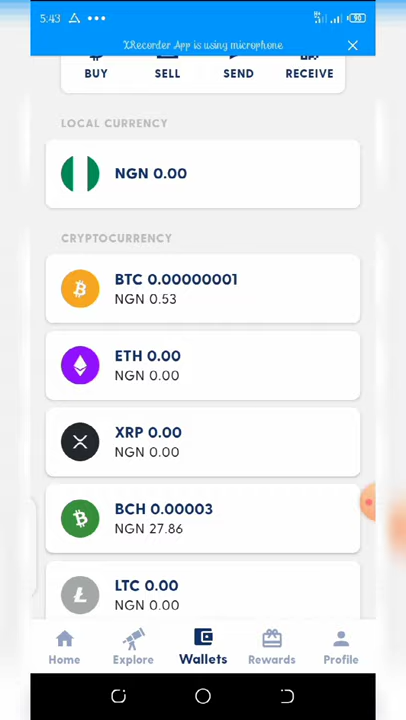 5:43
90
XRecorder App is using microphone
BUY SELL SEND RECEIVE
LOCAL CURRENCY
NGN 0.00
CRYPTOCURRENCY
BTC 0.00000001
NGN 0.53
ETH 0.00
NGN 0.00
XRP 0.00
NGN 0.00
BCH 0.00003
NGN 27.86
LTC 0.00
NGN 0.00
Home Explore Wallets Rewards Profile